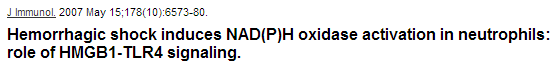 J Immunol. 2007 May 15;178(10):6573-80.
Hemorrhagic shock induces NAD(P)H oxidase activation in neutrophils:
role of HMGB1-TLR4 signaling.